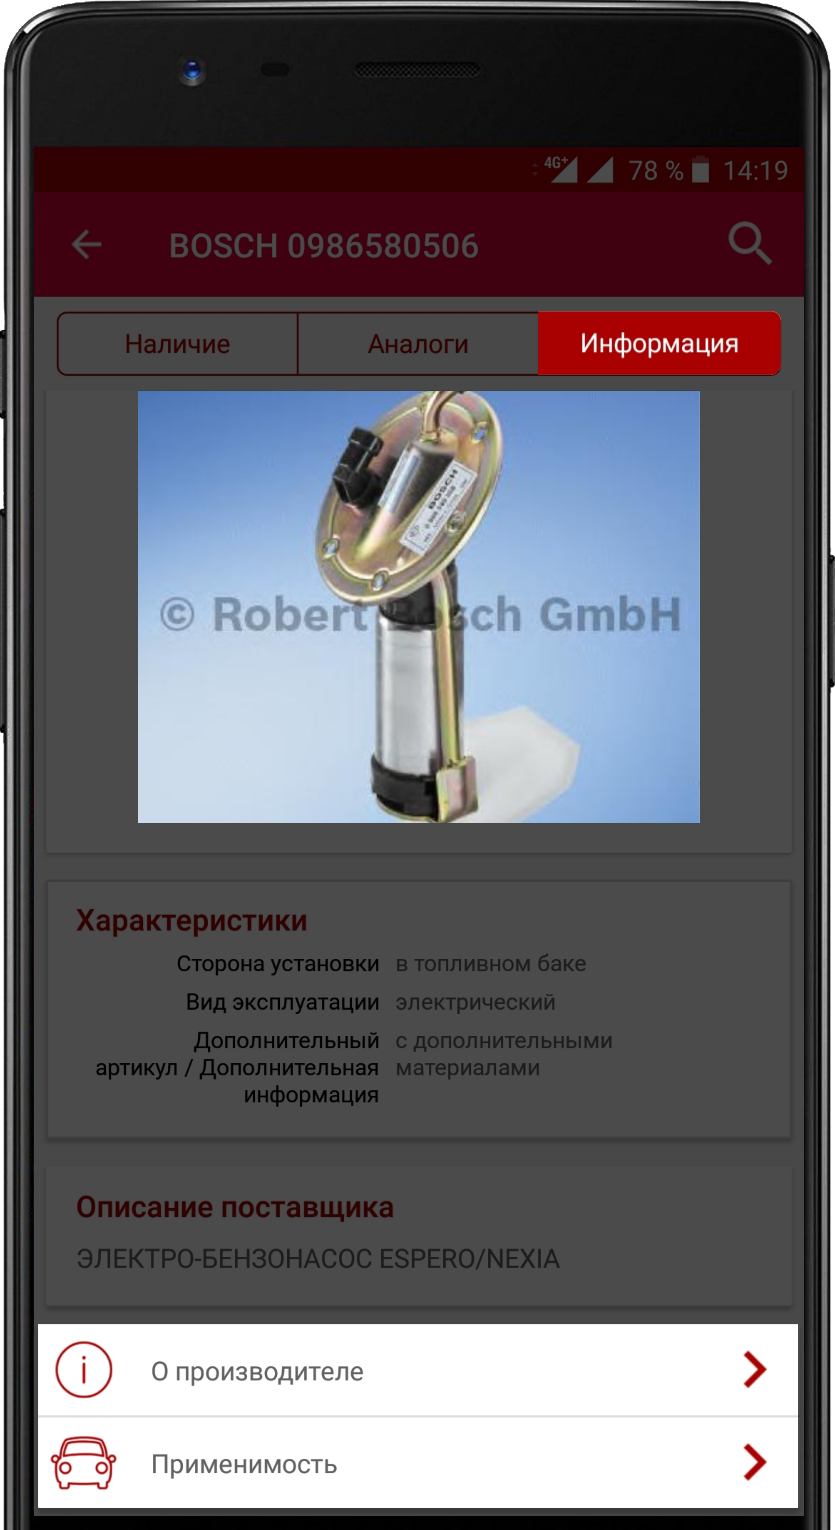 4G+ 78 % 14:19
BOSCH 0986580506
Наличие Аналоги Информация
BOSCH
© Robert Bosch GmbH
Характеристики
Сторона установки в топливном баке
Вид эксплуатации электрический
Дополнительный с дополнительными
артикул / Дополнительная материалами
информация
Описание поставщика
ЭЛЕКТРО-БЕНЗОНАСОС ESPERO/NEXIA
О производителе
Применимость